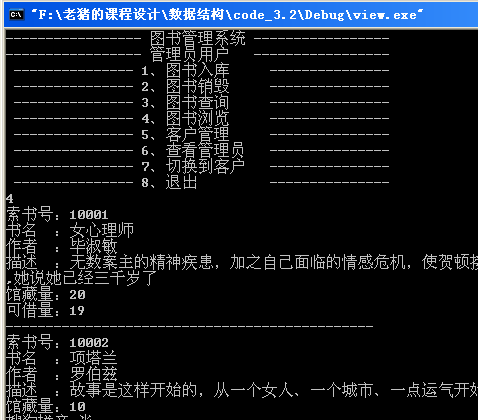 "F:\老猪的课程设计\数据结构\code_3.2\Debug\view.exe"
------------------ 图书管理系统 ------------------
------------------ 管理员用户 ------------------
---------------- 1、图书入库 ----------------
---------------- 2、图书销毁 ----------------
---------------- 3、图书查询 ----------------
---------------- 4、图书浏览 ----------------
---------------- 5、客户管理 ----------------
---------------- 6、查看管理员 ----------------
---------------- 7、切换到客户 ----------------
---------------- 8、退出 ----------------
4
索书号：10001
书名 ：女心理师
作者 ：毕淑敏
描述 ：无数案主的精神疾患，加之自己面临的情感危机，使贺顿接
,她说她已经三千岁了
馆藏量：20
可借量：19
-------------------------------------------------
索书号：10002
书名 ：项塔兰
作者 ：罗伯兹
描述 ：故事是这样开始的，从一个女人、一个城市、一点运气开始
馆藏量：10